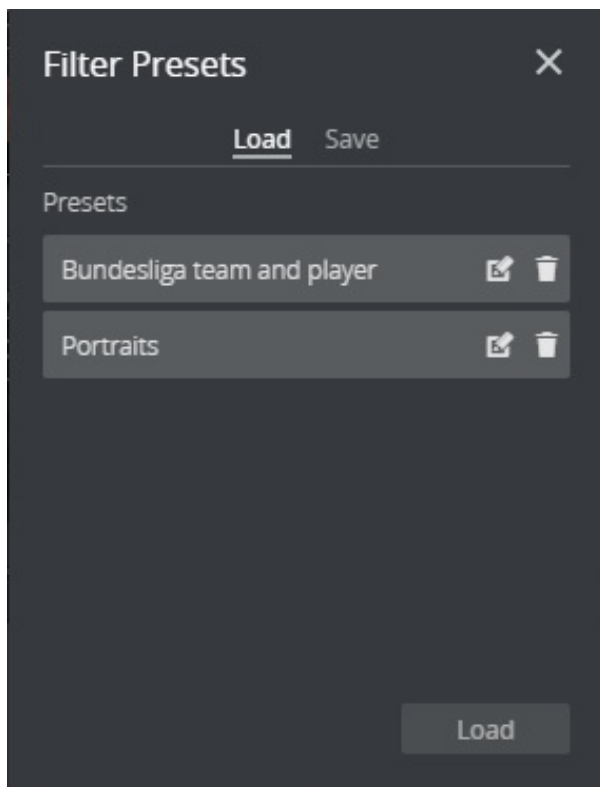 Filter Presets
Load Save
Presets
Bundesliga team and player
Portraits
Load